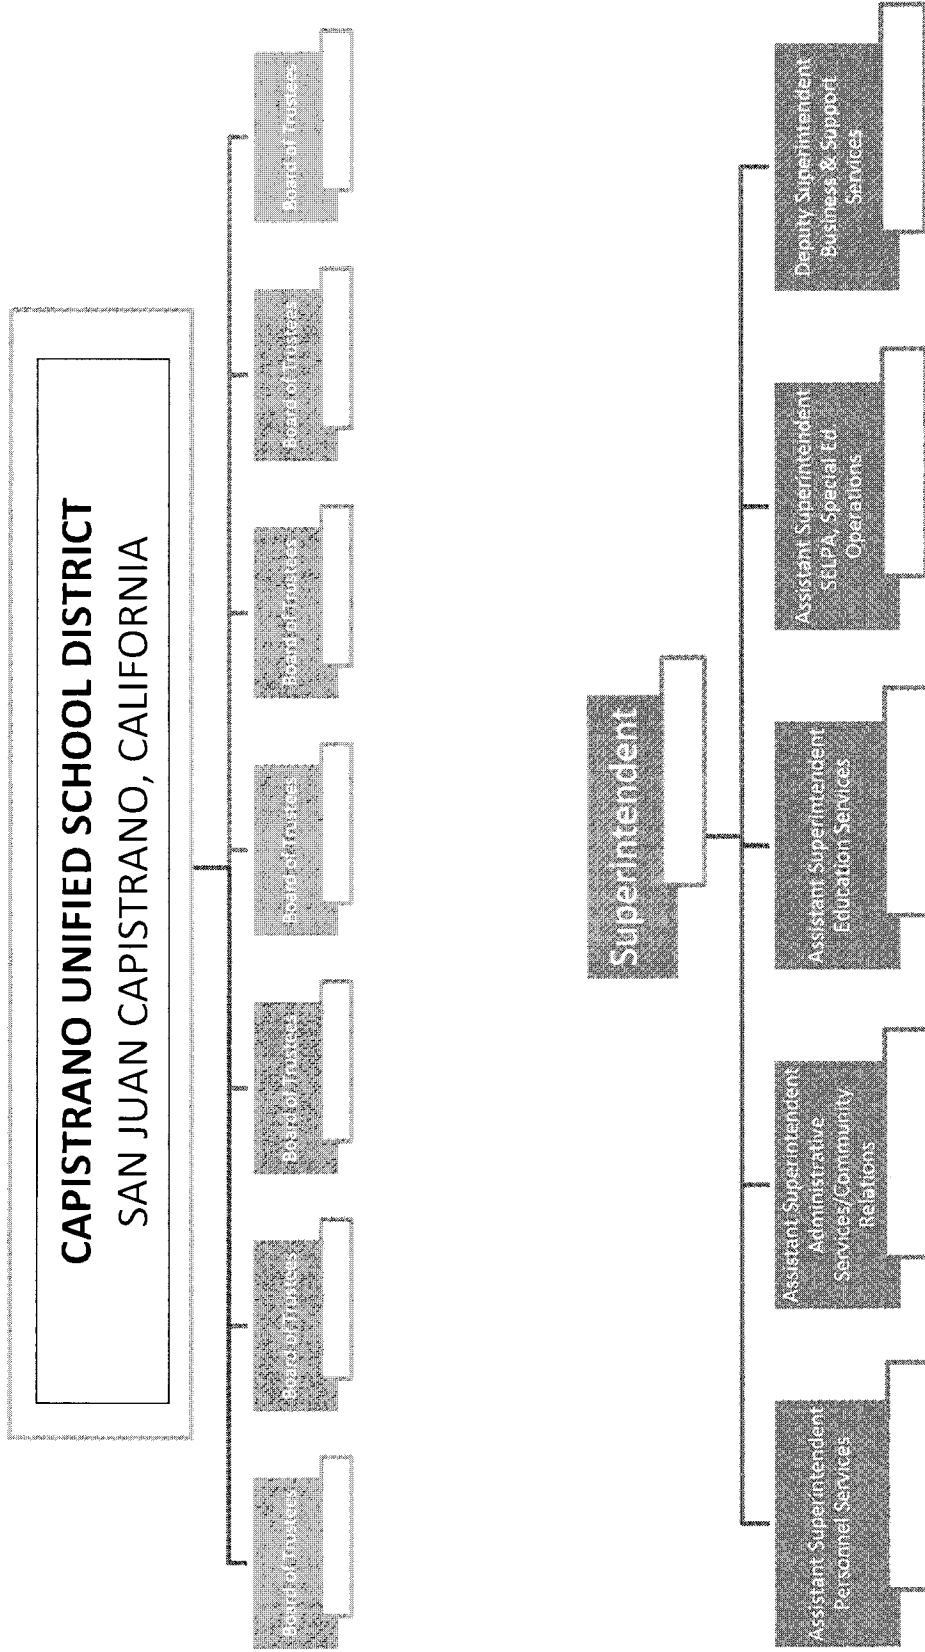 CAPISTRANO UNIFIED SCHOOL DISTRICT
SAN JUAN CAPISTRANO, CALIFORNIA
Board of Trustees
Board of Trustees
Board of Trustees
Board of Trustees
Board of Trustees
Board of Trustees
Board of Trustees
Superintendent
Assistant Superintendent
Personnel Services
Assistant Superintendent
Administrative
Services/Community
Relations
Assistant Superintendent
Education Services
Assistant Superintendent
SELPA/Special Ed
Operations
Deputy Superintendent
Business & Support
Services